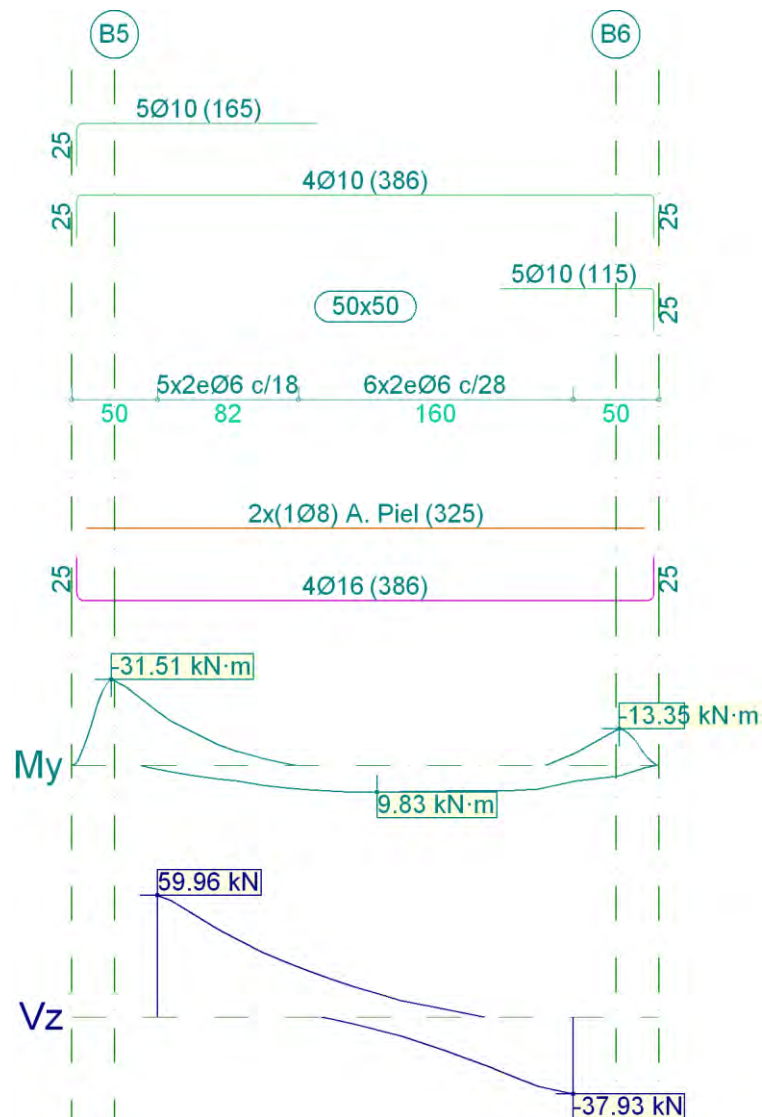 B5 B6
5Ø10 (165)
25
4Ø10 (386)
25 25
5Ø10 (115)
50x50
25
5x2eØ6 c/18 6x2eØ6 c/28
50 82 160 50
2x(1Ø8) A. Piel (325)
25 4Ø16 (386) 25
-31.51 kN·m
-13.35 kN·m
My
9.83 kN·m
59.96 kN
Vz
-37.93 kN